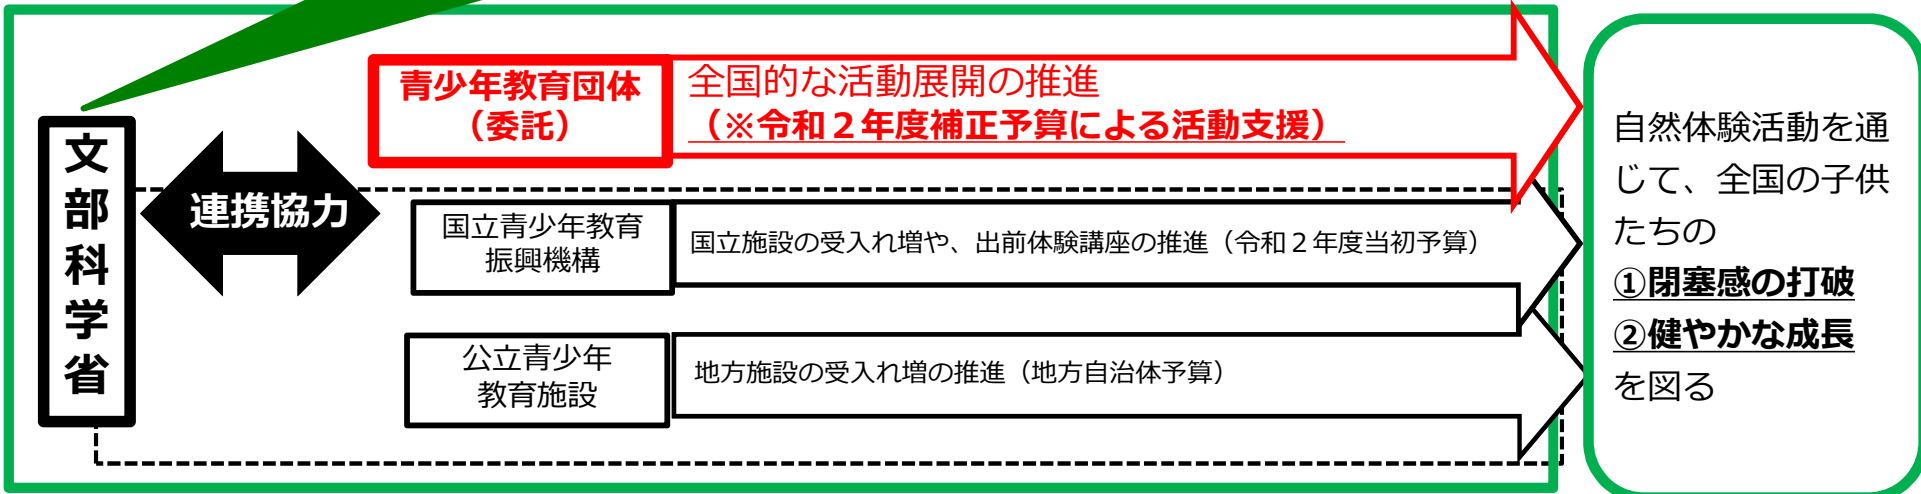 文部科学省
連携協力
青少年教育団体
（委託）
全国的な活動展開の推進
（※令和２年度補正予算による活動支援）
国立青少年教育
振興機構
国立施設の受入れ増や、出前体験講座の推進（令和２年度当初予算）
公立青少年
教育施設
地方施設の受入れ増の推進（地方自治体予算）
自然体験活動を通
じて、全国の子供
たちの
①閉塞感の打破
②健やかな成長
を図る